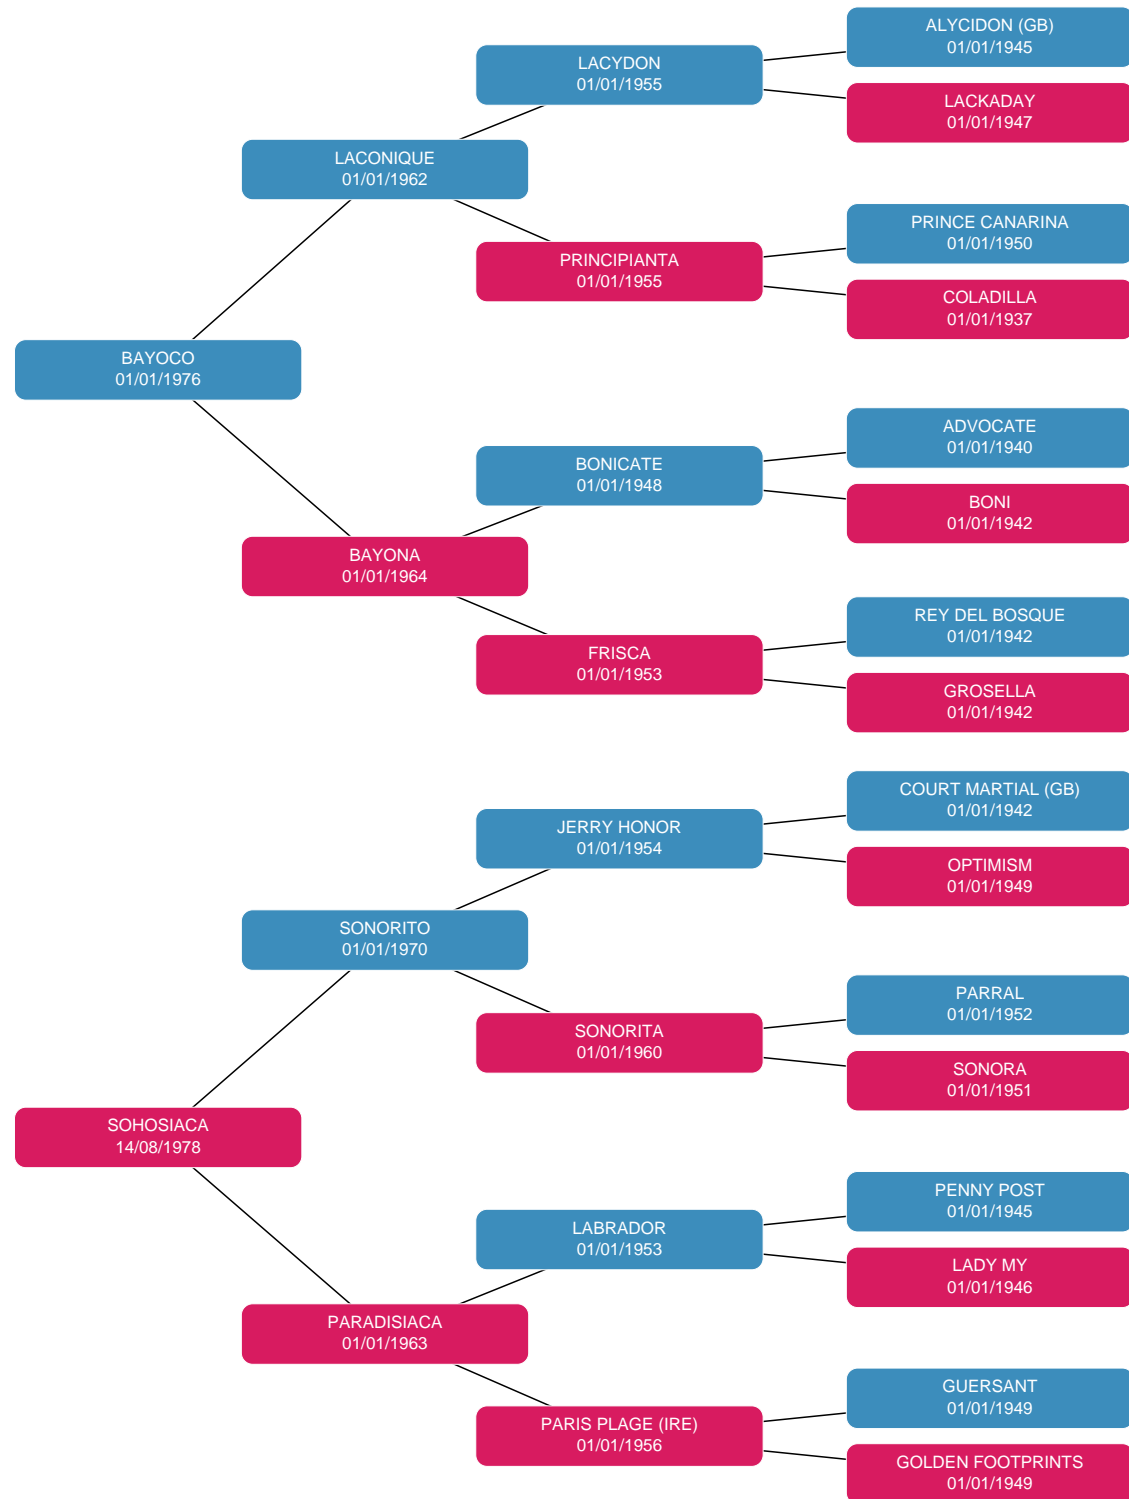 ALYCIDON (GB)
01/01/1945
LACYDON
01/01/1955
LACKADAY
01/01/1947
LACONIQUE
01/01/1962
PRINCE CANARINA
01/01/1950
PRINCIPIANTA
01/01/1955
COLADILLA
01/01/1937
BAYOCO
01/01/1976
ADVOCATE
01/01/1940
BONICATE
01/01/1948
BONI
01/01/1942
BAYONA
01/01/1964
REY DEL BOSQUE
01/01/1942
FRISCA
01/01/1953
GROSELLA
01/01/1942
COURT MARTIAL (GB)
01/01/1942
JERRY HONOR
01/01/1954
OPTIMISM
01/01/1949
SONORITO
01/01/1970
PARRAL
01/01/1952
SONORITA
01/01/1960
SONORA
01/01/1951
SOHOSIACA
14/08/1978
PENNY POST
01/01/1945
LABRADOR
01/01/1953
LADY MY
01/01/1946
PARADISIACA
01/01/1963
GUERSANT
01/01/1949
PARIS PLAGE (IRE)
01/01/1956
GOLDEN FOOTPRINTS
01/01/1949